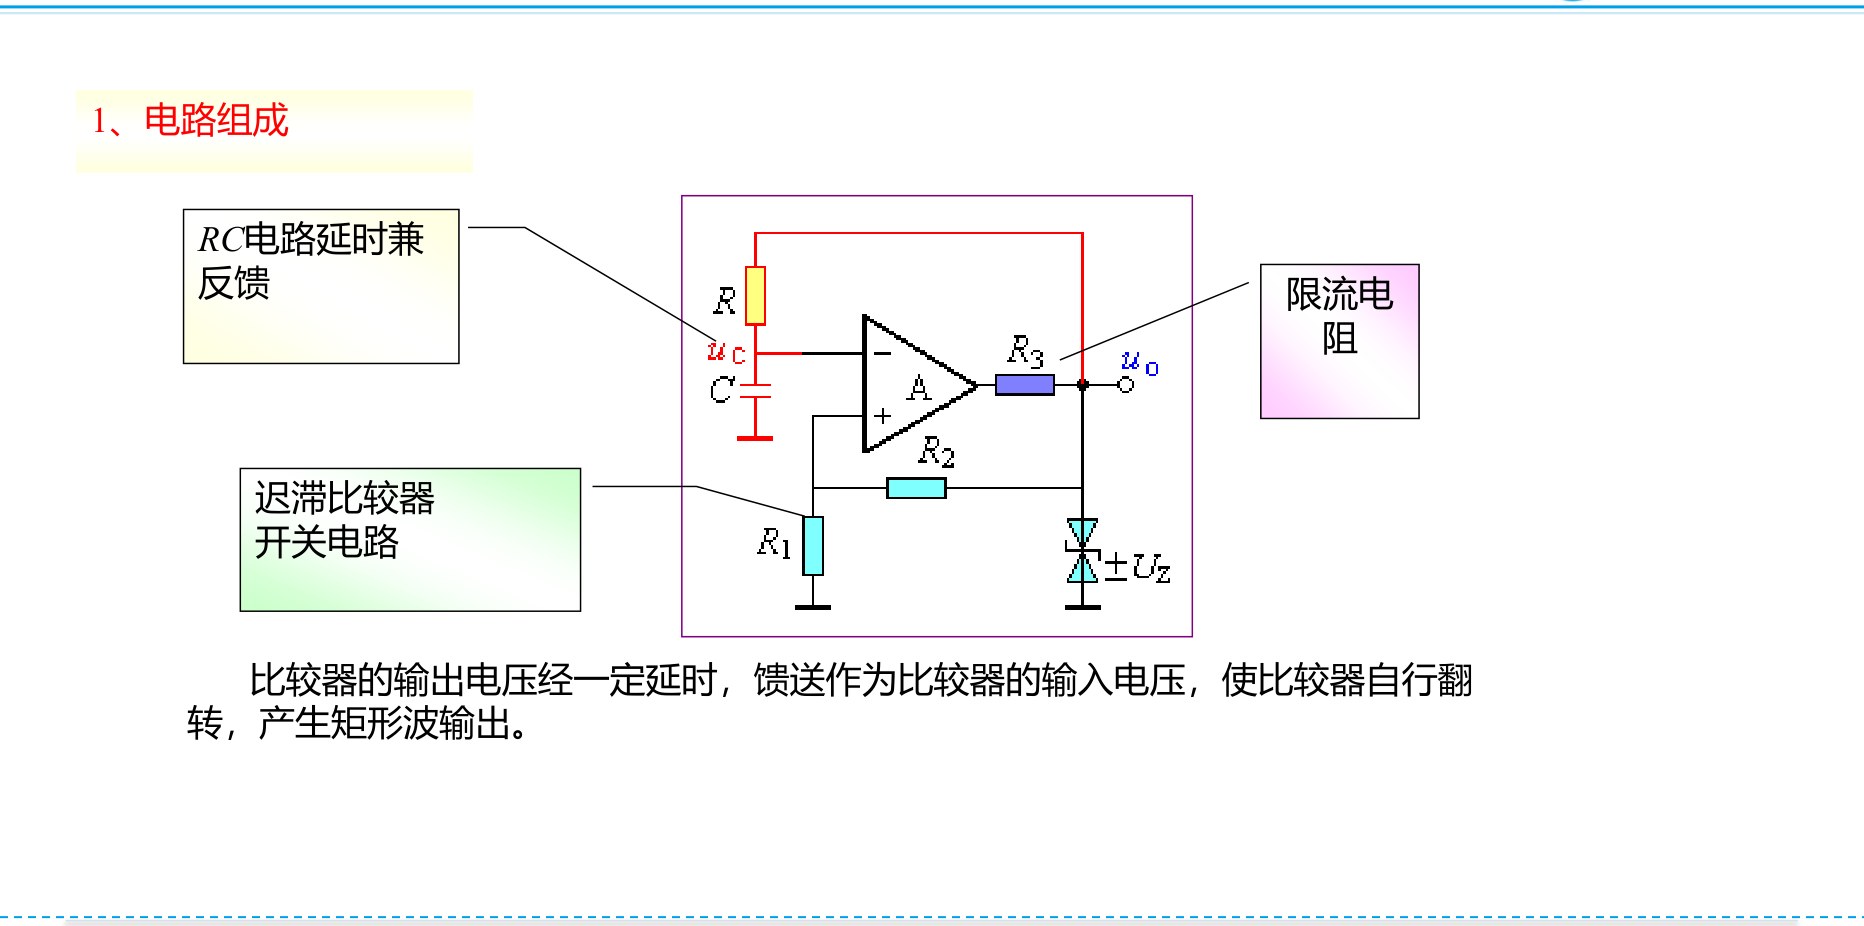 1、电路组成
RC电路延时兼
反馈
限流电
阻
迟滞比较器
开关电路
R
uC
C
−
+
A
R3
uo
R2
R1
±UZ
比较器的输出电压经一定延时，馈送作为比较器的输入电压，使比较器自行翻
转，产生矩形波输出。